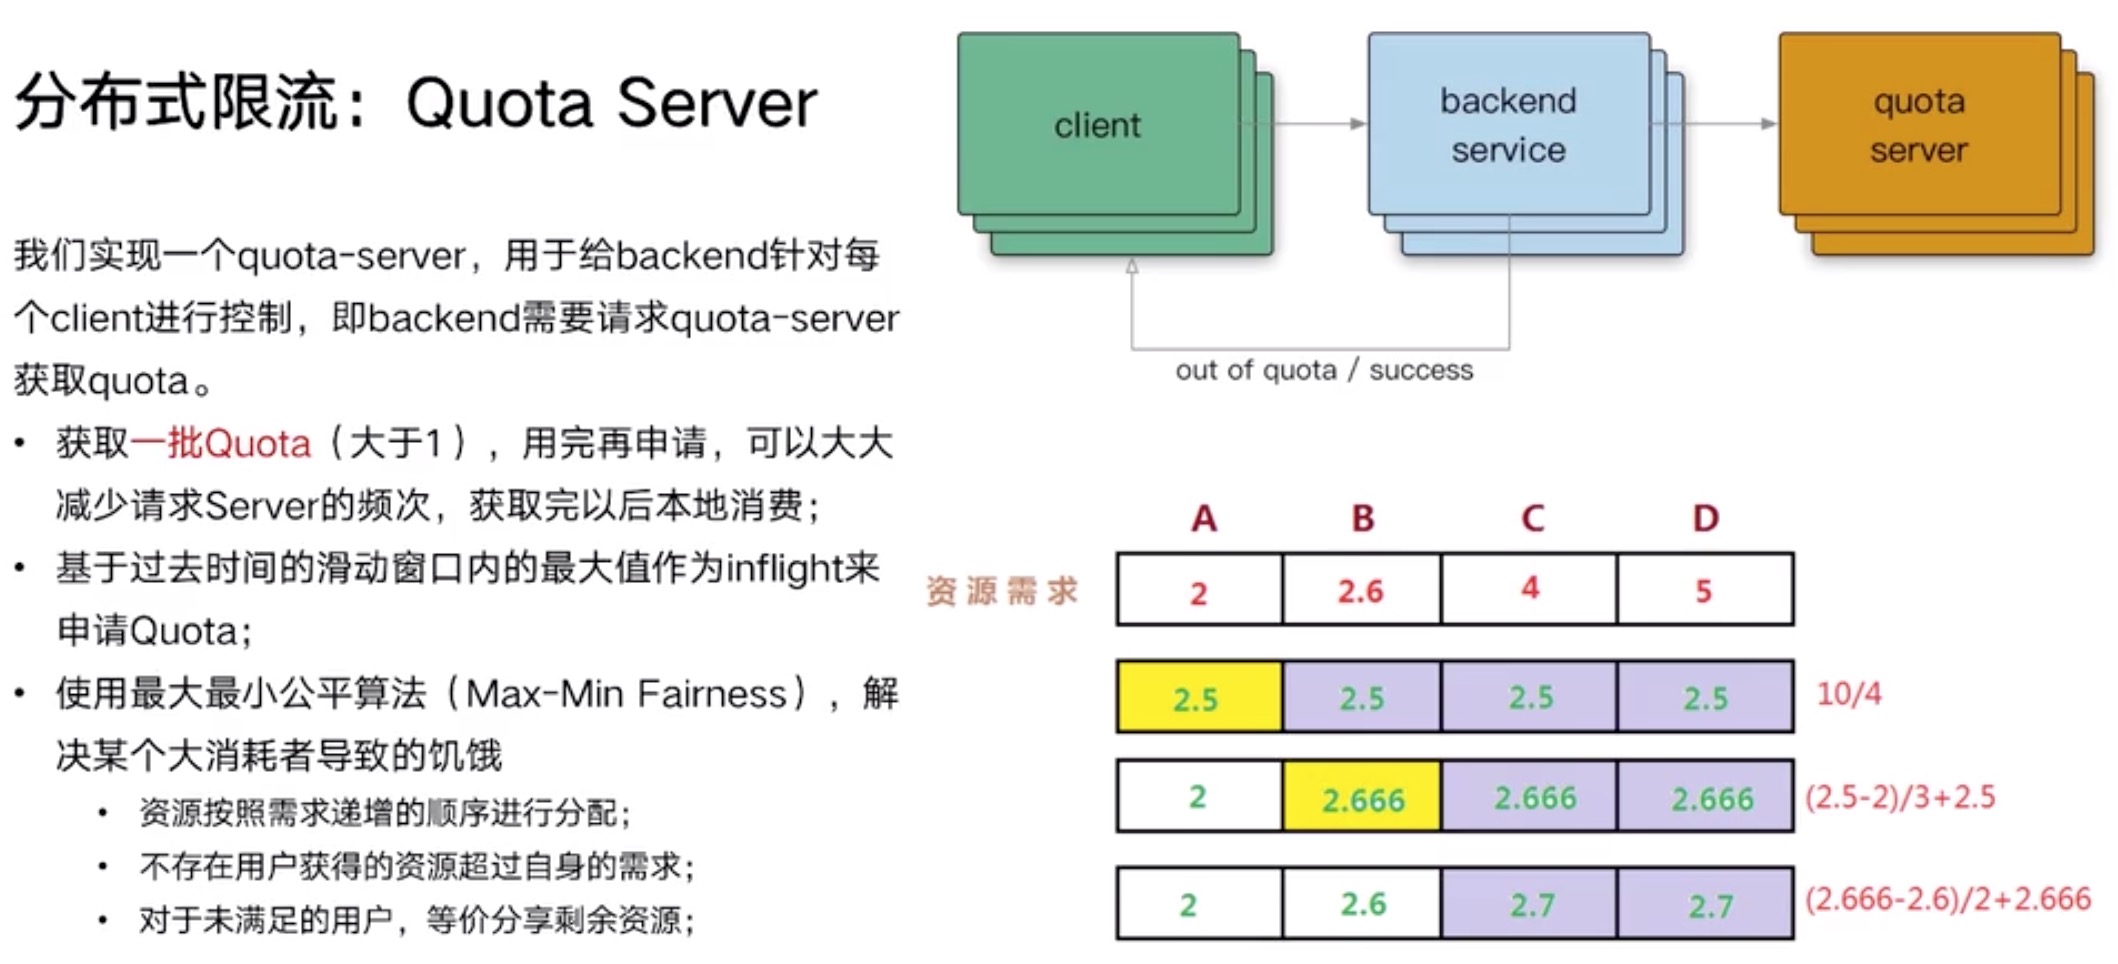 分布式限流：Quota Server
我们实现一个quota-server，用于给backend针对每
个client进行控制，即backend需要请求quota-server
获取quota。
• 获取一批Quota（大于1），用完再申请，可以大大
减少请求Server的频次，获取完以后本地消费；
• 基于过去时间的滑动窗口内的最大值作为inflight来
申请Quota；
• 使用最大最小公平算法（Max-Min Fairness），解
决某个大消耗者导致的饥饿
• 资源按照需求递增的顺序进行分配；
• 不存在用户获得的资源超过自身的需求；
• 对于未满足的用户，等价分享剩余资源；
client
backend
service
quota
server
out of quota / success
A B C D
资源需求 2 2.6 4 5
2.5 2.5 2.5 2.5 10/4
2 2.666 2.666 2.666 (2.5-2)/3+2.5
2 2.6 2.7 2.7 (2.666-2.6)/2+2.666